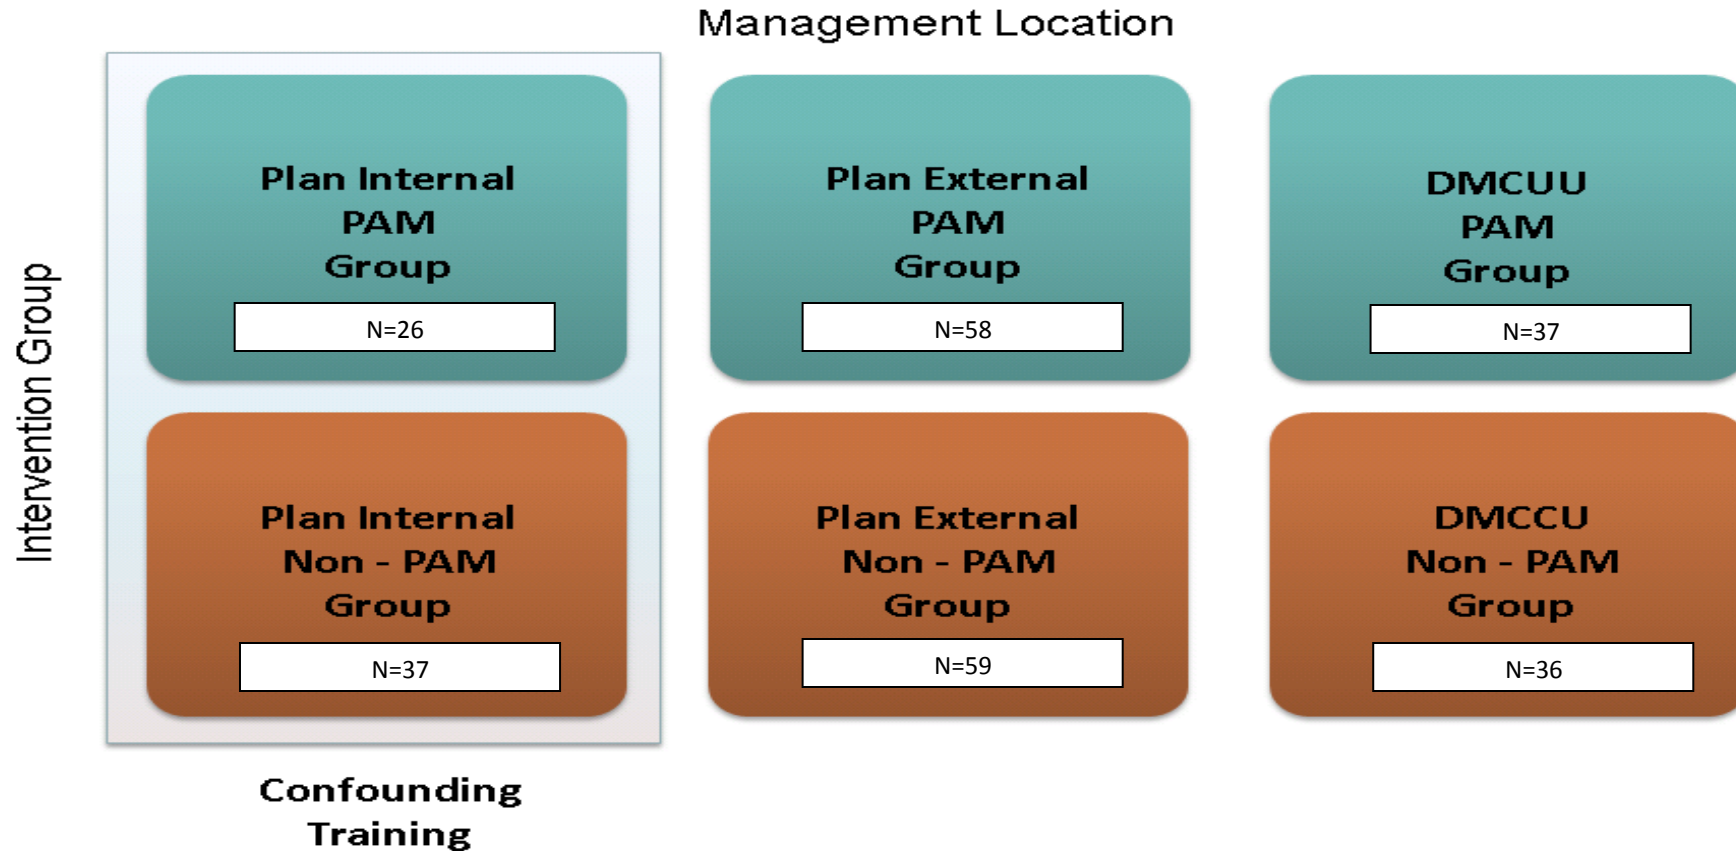 Management Location
Intervention Group
Plan Internal
PAM
Group
N=26
Plan External
PAM
Group
N=58
DMCUU
PAM
Group
N=37
Plan Internal
Non - PAM
Group
N=37
Plan External
Non - PAM
Group
N=59
DMCCU
Non - PAM
Group
N=36
Confounding
Training